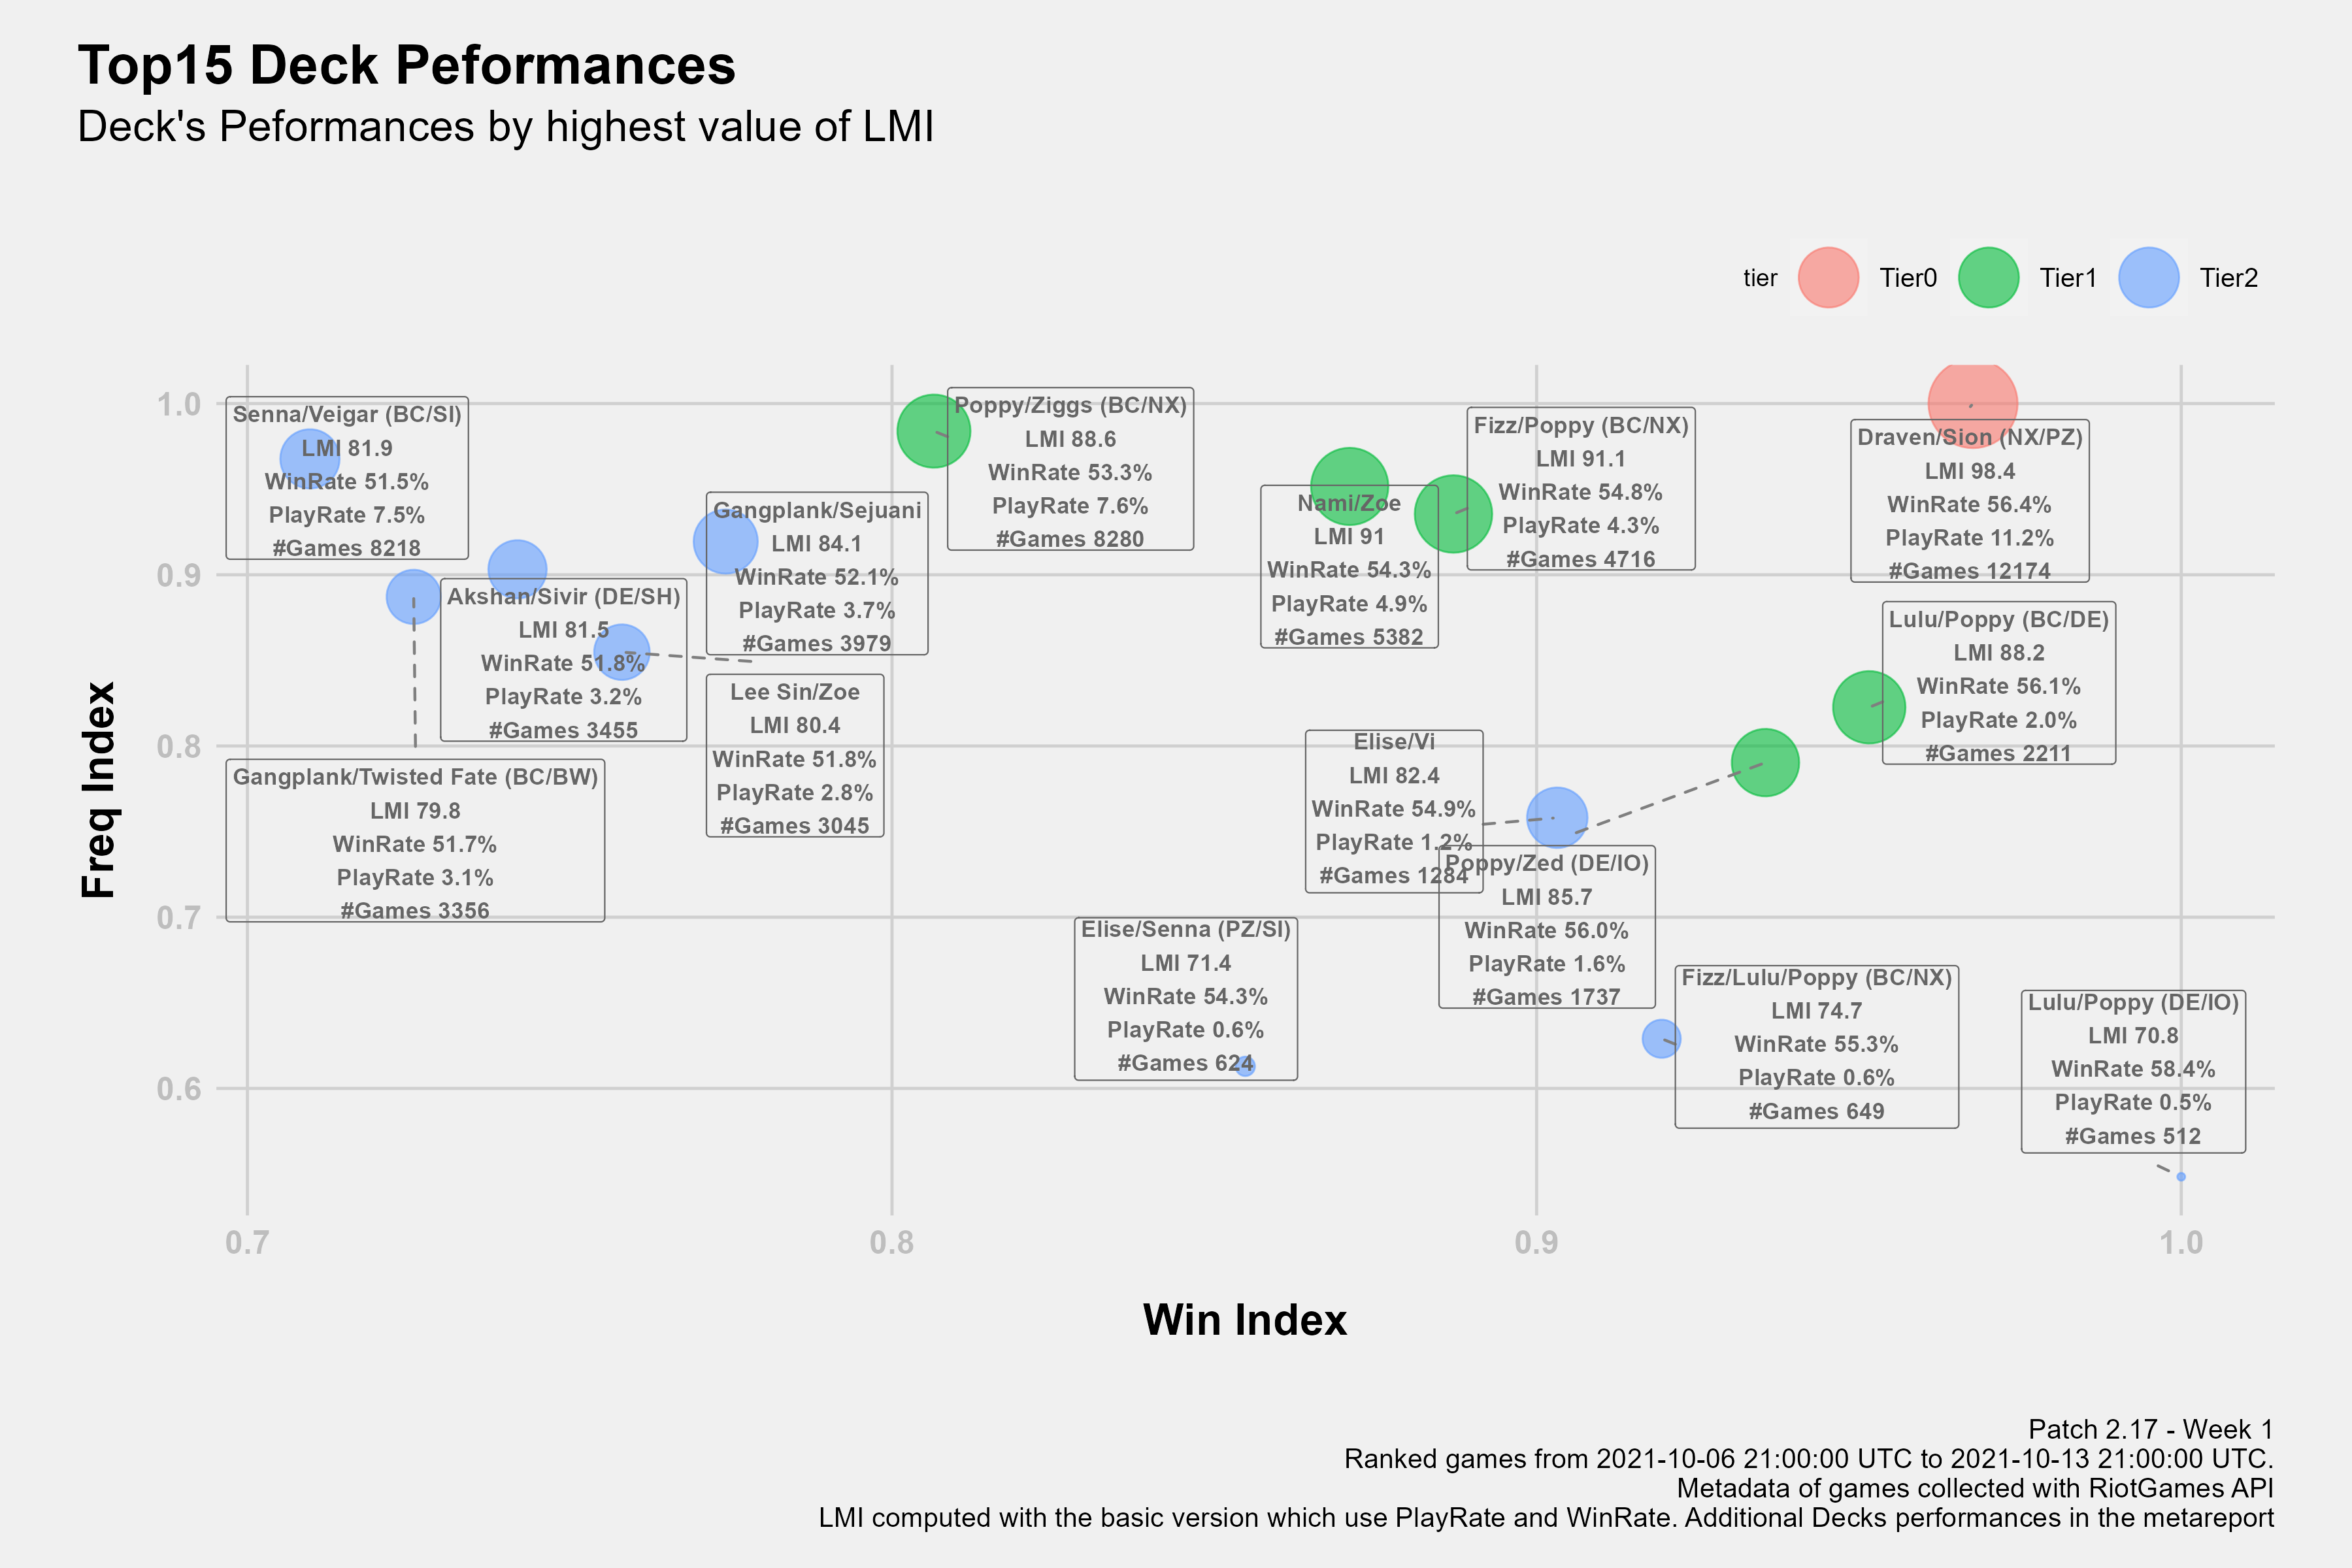 Top15 Deck Peformances
Deck's Peformances by highest value of LMI
tier Tier0 Tier1 Tier2
Freq Index
1.0
0.9
0.8
0.7
0.6
Senna/Veigar (BC/SI)
LMI 81.9
WinRate 51.5%
PlayRate 7.5%
#Games 8218
Poppy/Ziggs (BC/NX)
LMI 88.6
WinRate 53.3%
PlayRate 7.6%
#Games 8280
Fizz/Poppy (BC/NX)
LMI 91.1
WinRate 54.8%
PlayRate 4.3%
#Games 4716
Draven/Sion (NX/PZ)
LMI 98.4
WinRate 56.4%
PlayRate 11.2%
#Games 12174
Gangplank/Sejuani
LMI 84.1
WinRate 52.1%
PlayRate 3.7%
#Games 3979
Nami/Zoe
LMI 91
WinRate 54.3%
PlayRate 4.9%
#Games 5382
Akshan/Sivir (DE/SH)
LMI 81.5
WinRate 51.8%
PlayRate 3.2%
#Games 3455
Lulu/Poppy (BC/DE)
LMI 88.2
WinRate 56.1%
PlayRate 2.0%
#Games 2211
Lee Sin/Zoe
LMI 80.4
WinRate 51.8%
PlayRate 2.8%
#Games 3045
Elise/Vi
LMI 82.4
WinRate 54.9%
PlayRate 1.2%
#Games 1284
Gangplank/Twisted Fate (BC/BW)
LMI 79.8
WinRate 51.7%
PlayRate 3.1%
#Games 3356
Poppy/Zed (DE/IO)
LMI 85.7
WinRate 56.0%
PlayRate 1.6%
#Games 1737
Elise/Senna (PZ/SI)
LMI 71.4
WinRate 54.3%
PlayRate 0.6%
#Games 624
Fizz/Lulu/Poppy (BC/NX)
LMI 74.7
WinRate 55.3%
PlayRate 0.6%
#Games 649
Lulu/Poppy (DE/IO)
LMI 70.8
WinRate 58.4%
PlayRate 0.5%
#Games 512
0.7 0.8 0.9 1.0
Win Index
Patch 2.17 - Week 1
Ranked games from 2021-10-06 21:00:00 UTC to 2021-10-13 21:00:00 UTC.
Metadata of games collected with RiotGames API
LMI computed with the basic version which use PlayRate and WinRate. Additional Decks performances in the metareport